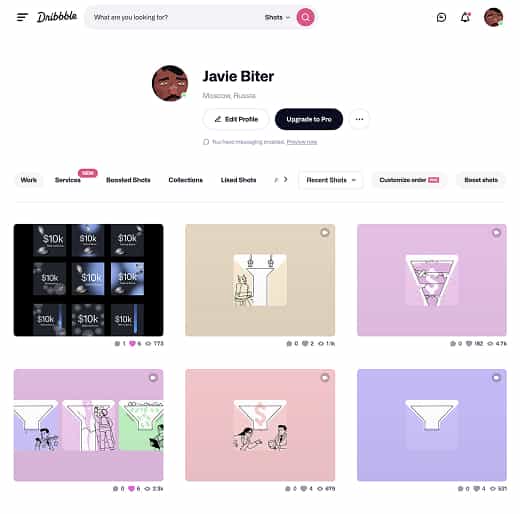 Dribbble
What are you looking for?
Shots
Javie Biter
Moscow, Russia
Edit Profile
Upgrade to Pro
You have messaging enabled. Preview now
NEW
Work
Services
Boosted Shots
Collections
Liked Shots
Recent Shots
Customize order PRO
Boost shots
$10k
$10k
$10k
$10k
$10k
$10k
$10k
$10k
$10k
1 6 773
0 2 1.1k
0 182 4.7k
0 6 3.9k
0 4 679
0 4 531